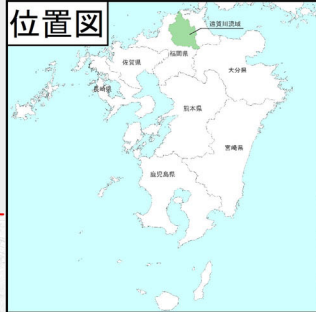 位置図
遠賀川流域
福岡県
佐賀県
長崎県
大分県
熊本県
宮崎県
鹿児島県